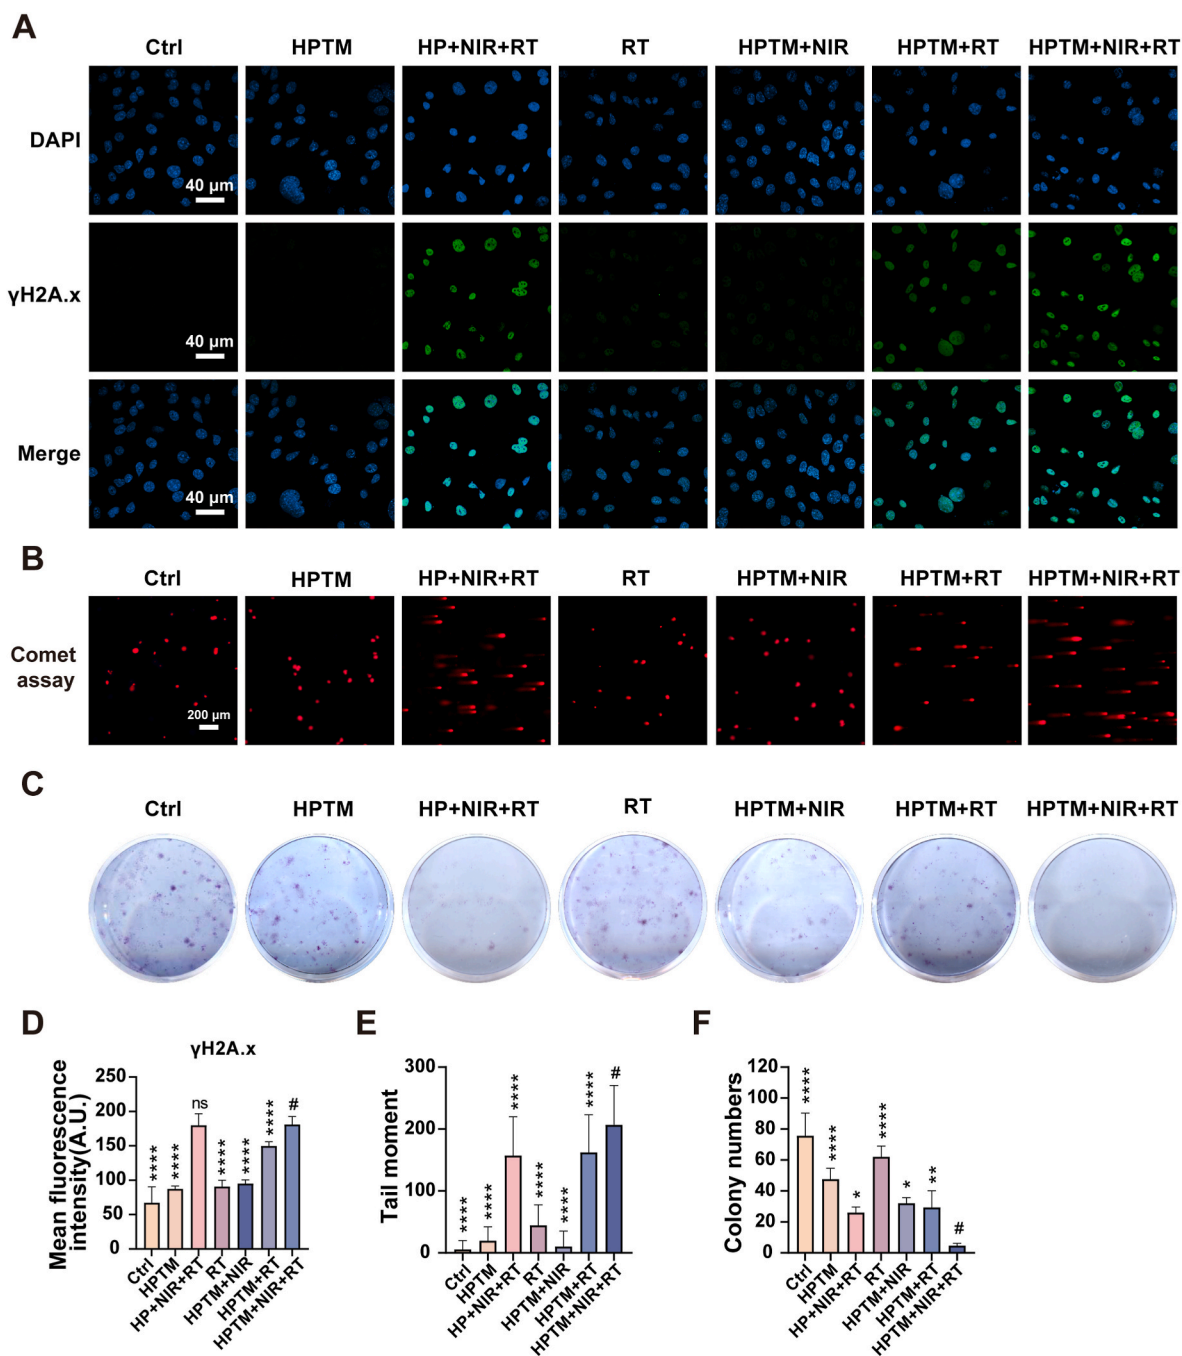 A
Ctrl HPTM HP+NIR+RT RT HPTM+NIR HPTM+RT HPTM+NIR+RT
DAPI
40 μm
γH2A.x
40 μm
Merge
40 μm
B
Ctrl HPTM HP+NIR+RT RT HPTM+NIR HPTM+RT HPTM+NIR+RT
Comet
assay
200 μm
C
Ctrl HPTM HP+NIR+RT RT HPTM+NIR HPTM+RT HPTM+NIR+RT
D
γH2A.x
Mean fluorescence
intensity(A.U.)
250
200
150
100
50
0
**** **** ns **** **** **** #
Ctrl HPTM HP+NIR+RT RT HPTM+NIR HPTM+RT HPTM+NIR+RT
E
Tail moment
300
200
100
0
**** **** **** **** **** **** #
Ctrl HPTM HP+NIR+RT RT HPTM+NIR HPTM+RT HPTM+NIR+RT
F
Colony numbers
120
100
80
60
40
20
0
**** **** * **** * ** #
Ctrl HPTM HP+NIR+RT RT HPTM+NIR HPTM+RT HPTM+NIR+RT